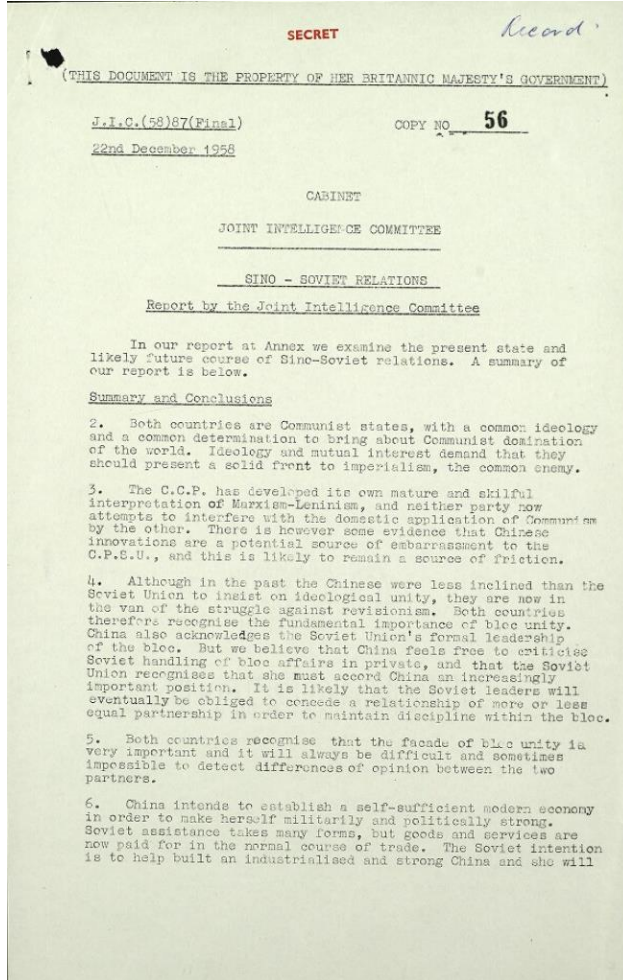 SECRET
Record
(THIS DOCUMENT IS THE PROPERTY OF HER BRITANNIC MAJESTY'S GOVERNMENT)
J.I.C.(58)87(Final)
COPY NO 56
22nd December 1958
CABINET
JOINT INTELLIGENCE COMMITTEE
SINO - SOVIET RELATIONS
Report by the Joint Intelligence Committee
In our report at Annex we examine the present state and
likely future course of Sino-Soviet relations. A summary of
our report is below.
Summary and Conclusions
2. Both countries are Communist states, with a common ideology
and a common determination to bring about Communist domination
of the world. Ideology and mutual interest demand that they
should present a solid front to imperialism, the common enemy.
3. The C.C.P. has developed its own mature and skilful
interpretation of Marxism-Leninism, and neither party now
attempts to interfere with the domestic application of Communism
by the other. There is however some evidence that Chinese
innovations are a potential source of embarrassment to the
C.P.S.U., and this is likely to remain a source of friction.
4. Although in the past the Chinese were less inclined than the
Soviet Union to insist on ideological unity, they are now in
the van of the struggle against revisionism. Both countries
therefore recognise the fundamental importance of bloc unity.
China also acknowledges the Soviet Union's formal leadership
of the bloc. But we believe that China feels free to criticise
Soviet handling of bloc affairs in private, and that the Soviet
Union recognises that she must accord China an increasingly
important position. It is likely that the Soviet leaders will
eventually be obliged to concede a relationship of more or less
equal partnership in order to maintain discipline within the bloc.
5. Both countries recognise that the facade of bloc unity is
very important and it will always be difficult and sometimes
impossible to detect differences of opinion between the two
partners.
6. China intends to establish a self-sufficient modern economy
in order to make herself militarily and politically strong.
Soviet assistance takes many forms, but goods and services are
now paid for in the normal course of trade. The Soviet intention
is to help built an industrialised and strong China and she will